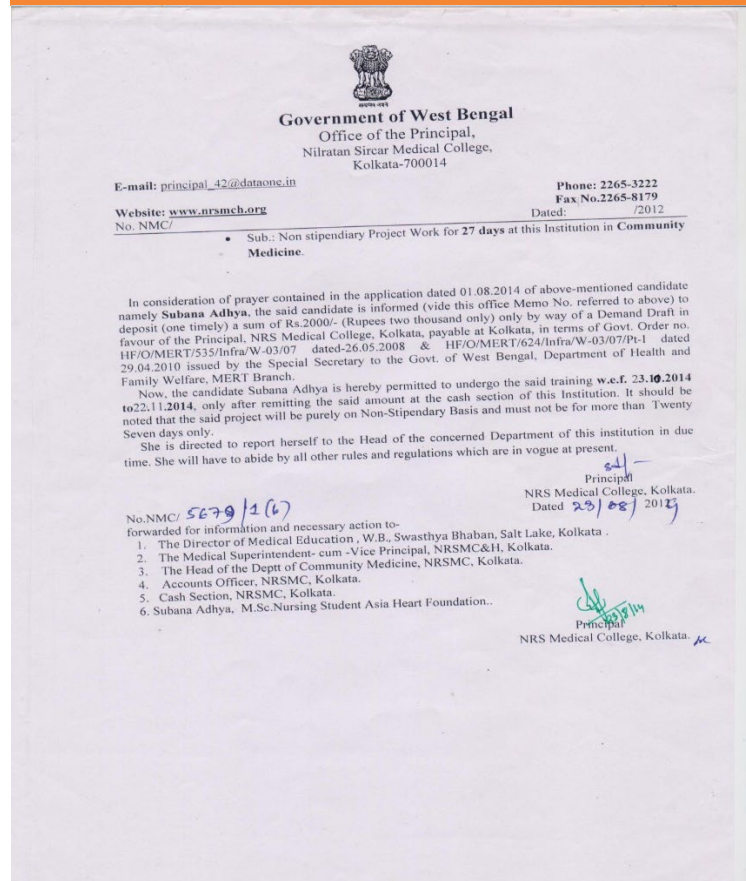 Government of West Bengal
Office of the Principal,
Nilratan Sircar Medical College,
Kolkata-700014
E-mail: principal_42@dataone.in
Phone: 2265-3222
Fax No.2265-8179
Website: www.nrsmch.org
Dated: /2012
No. NMC/
• Sub.: Non stipendiary Project Work for 27 days at this Institution in Community
Medicine.
In consideration of prayer contained in the application dated 01.08.2014 of above-mentioned candidate
namely Subana Adhya, the said candidate is informed (vide this office Memo No. referred to above) to
deposit (one timely) a sum of Rs.2000/- (Rupees two thousand only) only by way of a Demand Draft in
favour of the Principal, NRS Medical College, Kolkata, payable at Kolkata, in terms of Govt. Order no.
HF/O/MERT/535/Infra/W-03/07 dated-26.05.2008 & HF/O/MERT/624/Infra/W-03/07/Pt-I dated
29.04.2010 issued by the Special Secretary to the Govt. of West Bengal, Department of Health and
Family Welfare, MERT Branch.
Now, the candidate Subana Adhya is hereby permitted to undergo the said training w.e.f. 23.10.2014
to22.11.2014, only after remitting the said amount at the cash section of this Institution. It should be
noted that the said project will be purely on Non-Stipendary Basis and must not be for more than Twenty
Seven days only.
She is directed to report herself to the Head of the concerned Department of this institution in due
time. She will have to abide by all other rules and regulations which are in vogue at present.
Sd/-
Principal
NRS Medical College, Kolkata.
No.NMC/ 5679/1(6)
Dated 29/08/ 201
forwarded for information and necessary action to-
1. The Director of Medical Education , W.B., Swasthya Bhaban, Salt Lake, Kolkata .
2. The Medical Superintendent- cum -Vice Principal, NRSMC&H, Kolkata.
3. The Head of the Deptt of Community Medicine, NRSMC, Kolkata.
4. Accounts Officer, NRSMC, Kolkata.
5. Cash Section, NRSMC, Kolkata.
6. Subana Adhya, M.Sc.Nursing Student Asia Heart Foundation..
Principal
NRS Medical College, Kolkata.